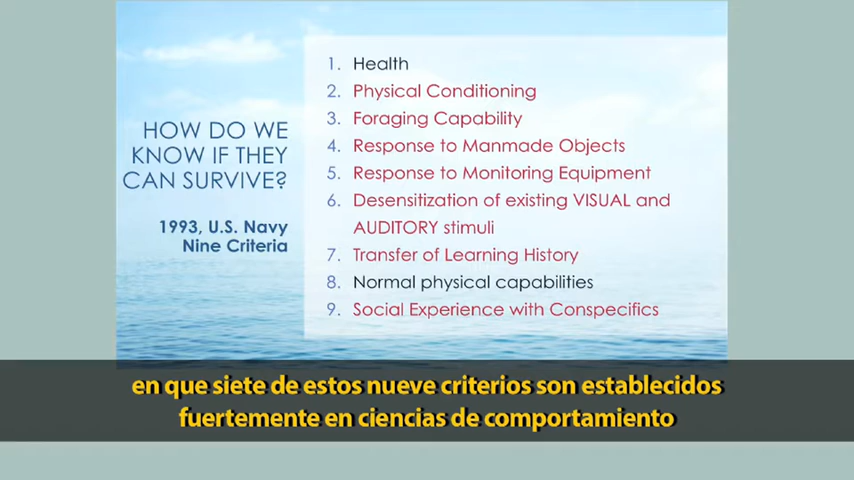 HOW DO WE
KNOW IF THEY
CAN SURVIVE?
1993, U.S. Navy
Nine Criteria
1. Health
2. Physical Conditioning
3. Foraging Capability
4. Response to Manmade Objects
5. Response to Monitoring Equipment
6. Desensitization of existing VISUAL and
AUDITORY stimuli
7. Transfer of Learning History
8. Normal physical capabilities
9. Social Experience with Conspecifics
en que siete de estos nueve criterios son establecidos
fuertemente en ciencias de comportamiento